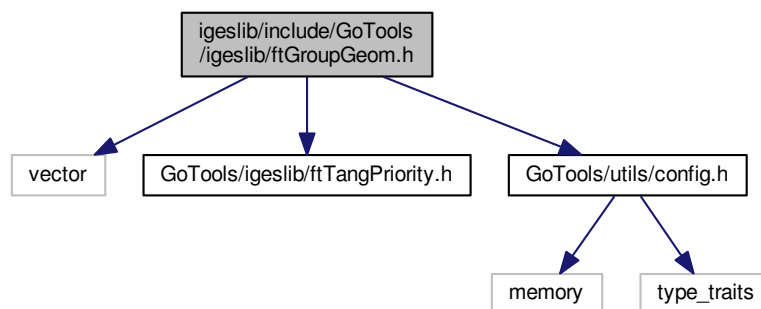 igeslib/include/GoTools
/igeslib/ftGroupGeom.h
vector
GoTools/igeslib/ftTangPriority.h
GoTools/utils/config.h
memory
type_traits